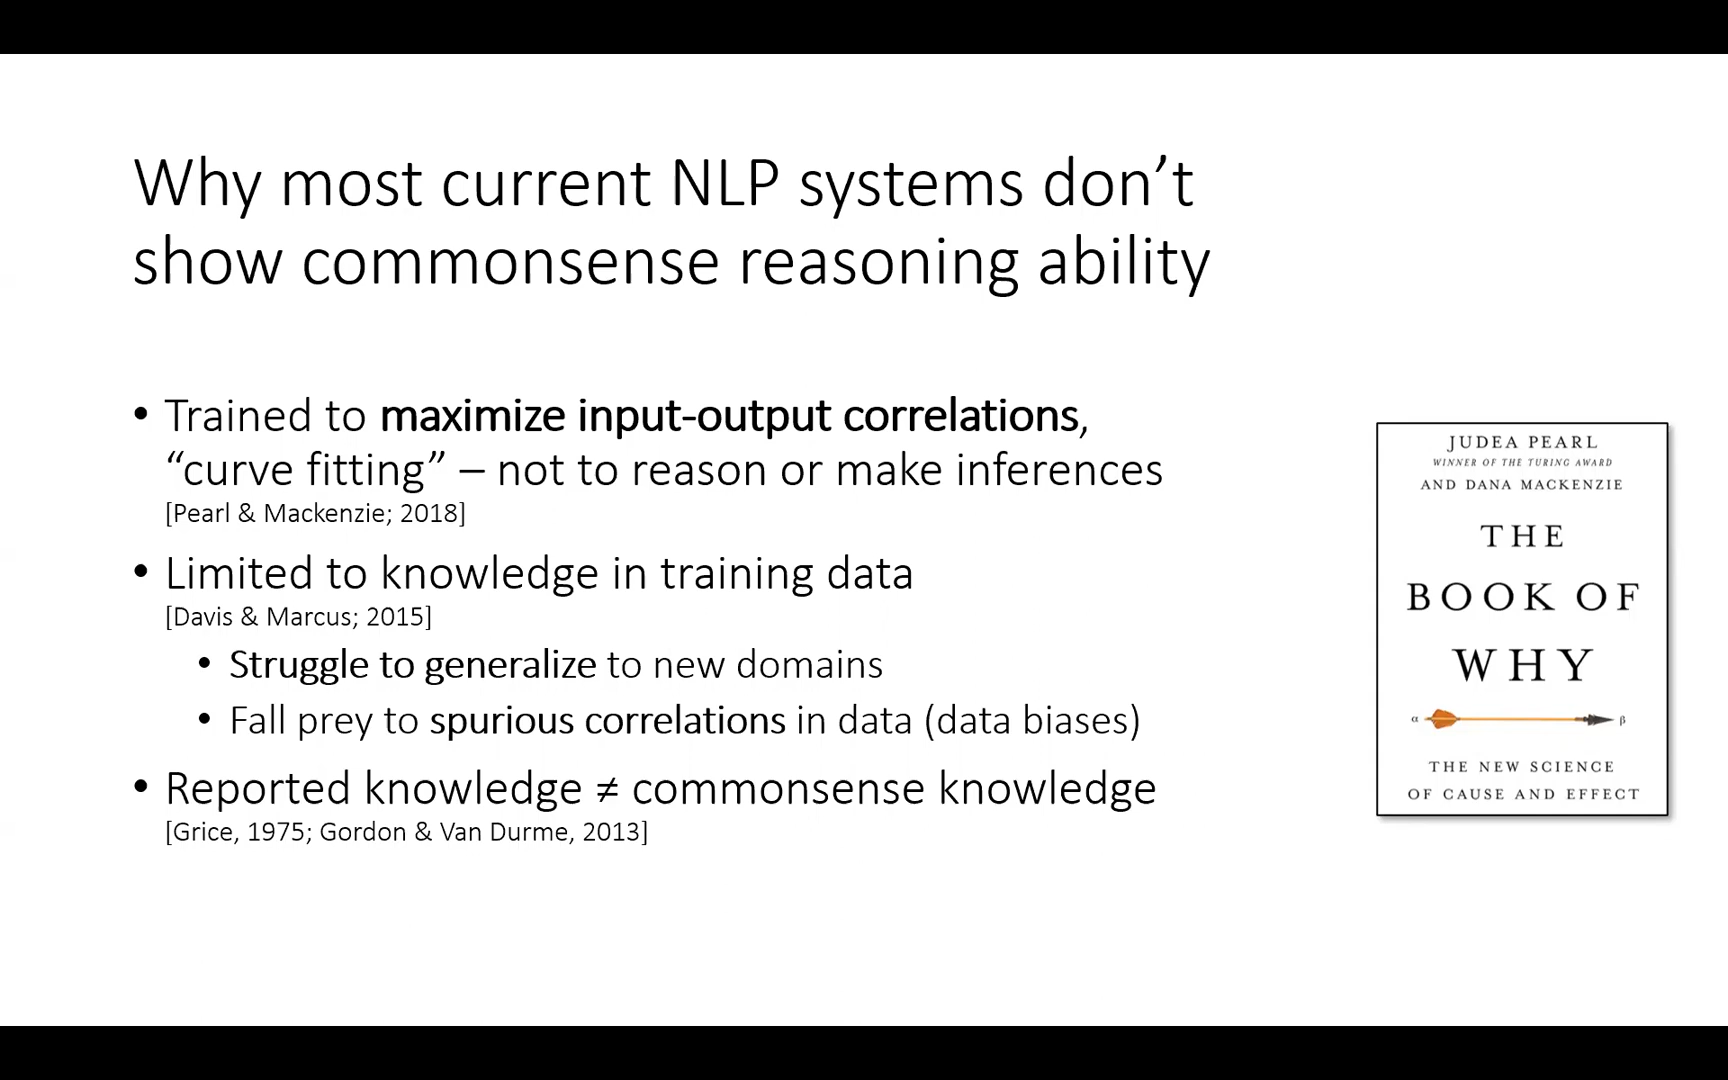 Why most current NLP systems don’t
show commonsense reasoning ability
• Trained to maximize input-output correlations,
“curve fitting” – not to reason or make inferences
[Pearl & Mackenzie; 2018]
• Limited to knowledge in training data
[Davis & Marcus; 2015]
• Struggle to generalize to new domains
• Fall prey to spurious correlations in data (data biases)
• Reported knowledge ≠ commonsense knowledge
[Grice, 1975; Gordon & Van Durme, 2013]
JUDEA PEARL
WINNER OF THE TURING AWARD
AND DANA MACKENZIE
THE
BOOK OF
WHY
α β
THE NEW SCIENCE
OF CAUSE AND EFFECT